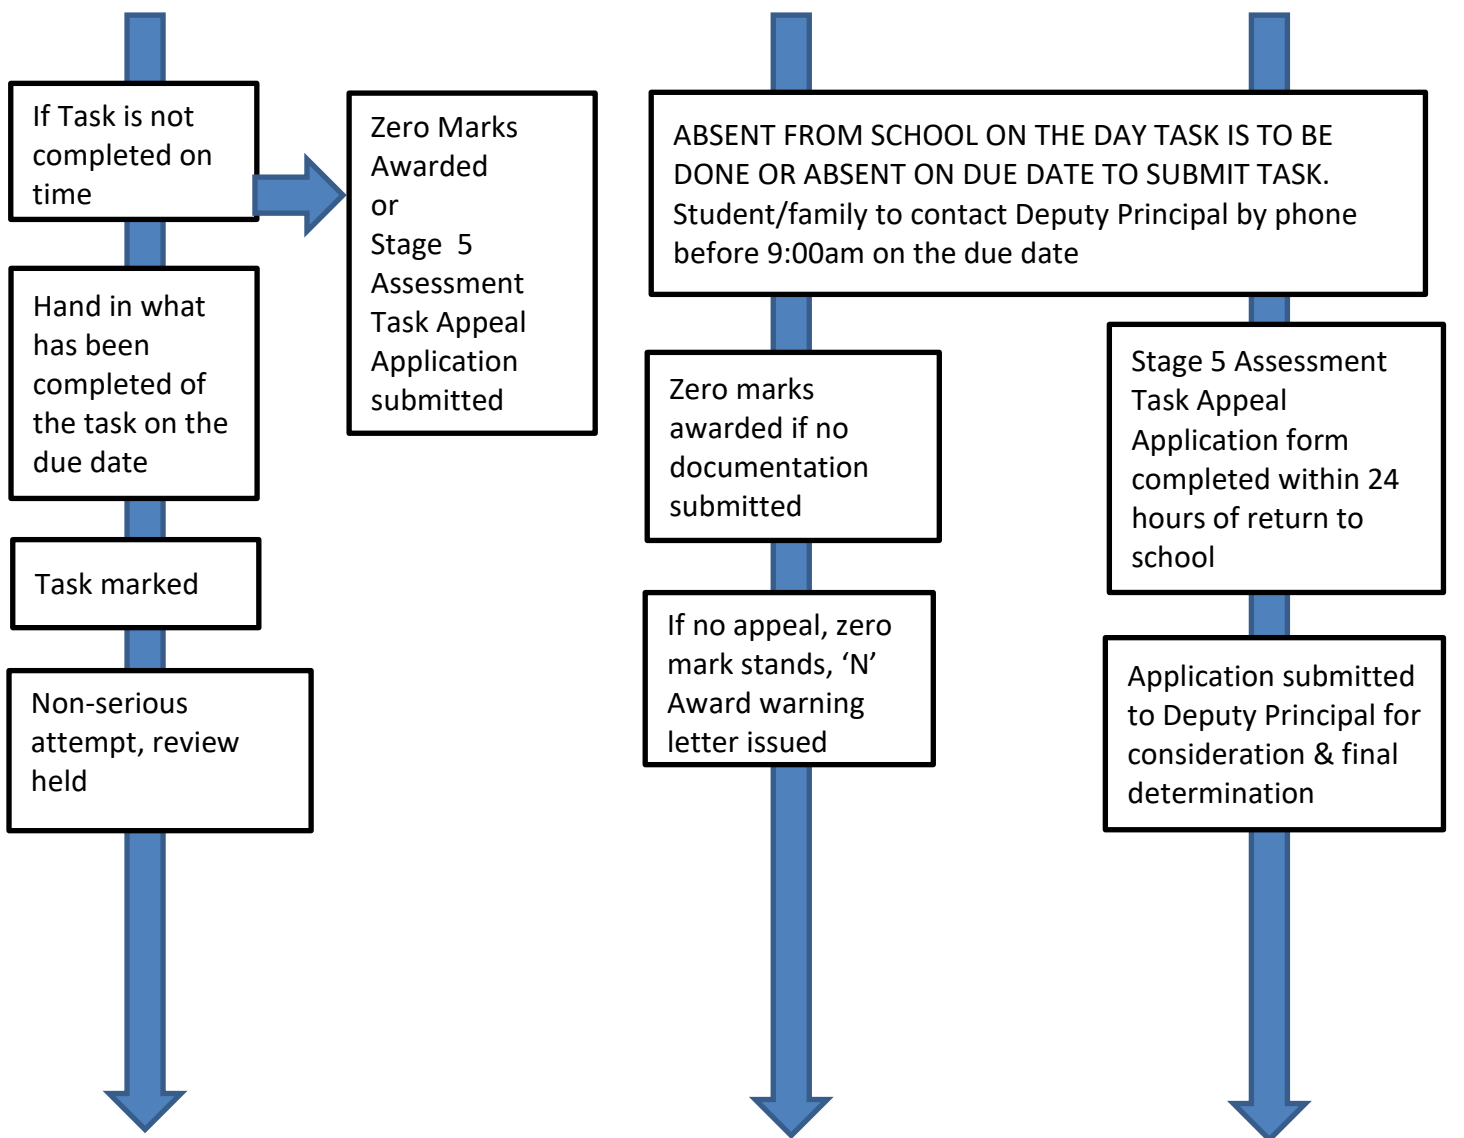 If Task is not
completed on
time
Zero Marks
Awarded
or
Stage  5
Assessment
Task Appeal
Application
submitted
Hand in what
has been
completed of
the task on the
due date
Task marked
Non-serious
attempt, review
held
ABSENT FROM SCHOOL ON THE DAY TASK IS TO BE
DONE OR ABSENT ON DUE DATE TO SUBMIT TASK.
Student/family to contact Deputy Principal by phone
before 9:00am on the due date
Zero marks
awarded if no
documentation
submitted
If no appeal, zero
mark stands, ‘N’
Award warning
letter issued
Stage 5 Assessment
Task Appeal
Application form
completed within 24
hours of return to
school
Application submitted
to Deputy Principal for
consideration & final
determination